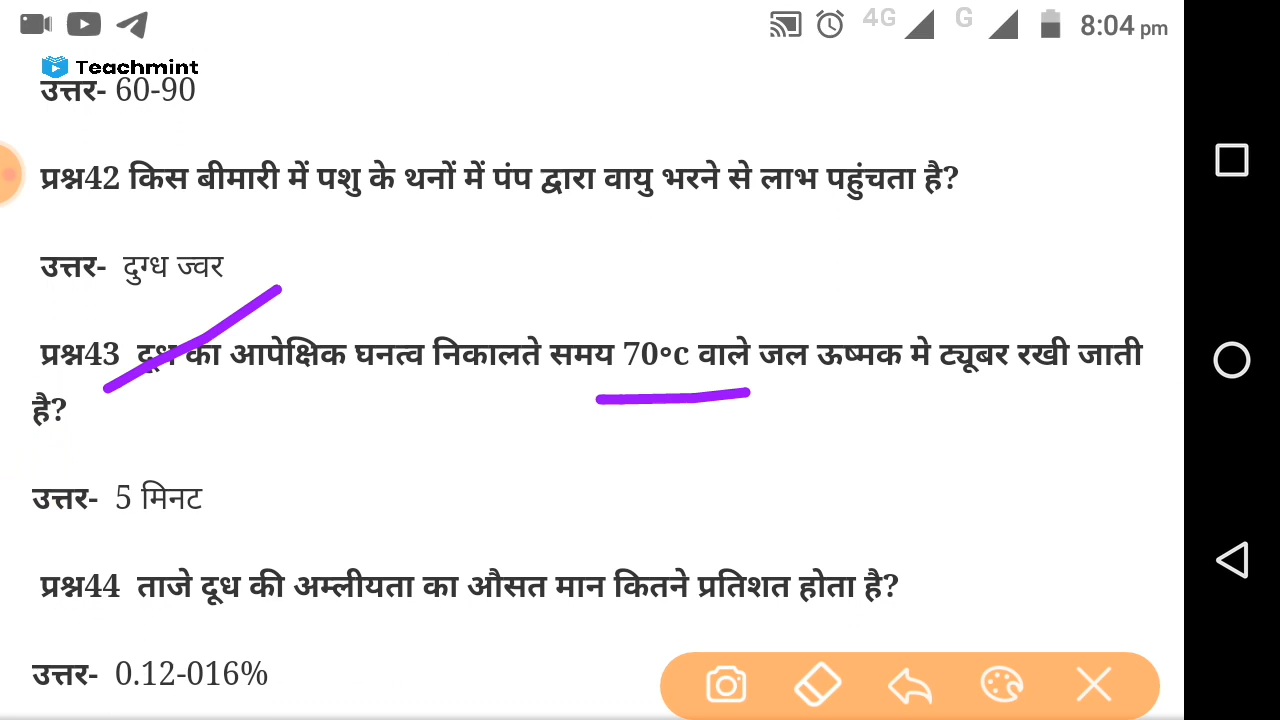 4G G 8:04 pm
Teachmint
उत्तर- 60-90
प्रश्न42 किस बीमारी में पशु के थनों में पंप द्वारा वायु भरने से लाभ पहुंचता है?
उत्तर- दुग्ध ज्वर
प्रश्न43 दूध का आपेक्षिक घनत्व निकालते समय 70०c वाले जल ऊष्मक मे ट्यूबर रखी जाती
है?
उत्तर- 5 मिनट
प्रश्न44 ताजे दूध की अम्लीयता का औसत मान कितने प्रतिशत होता है?
उत्तर- 0.12-016%